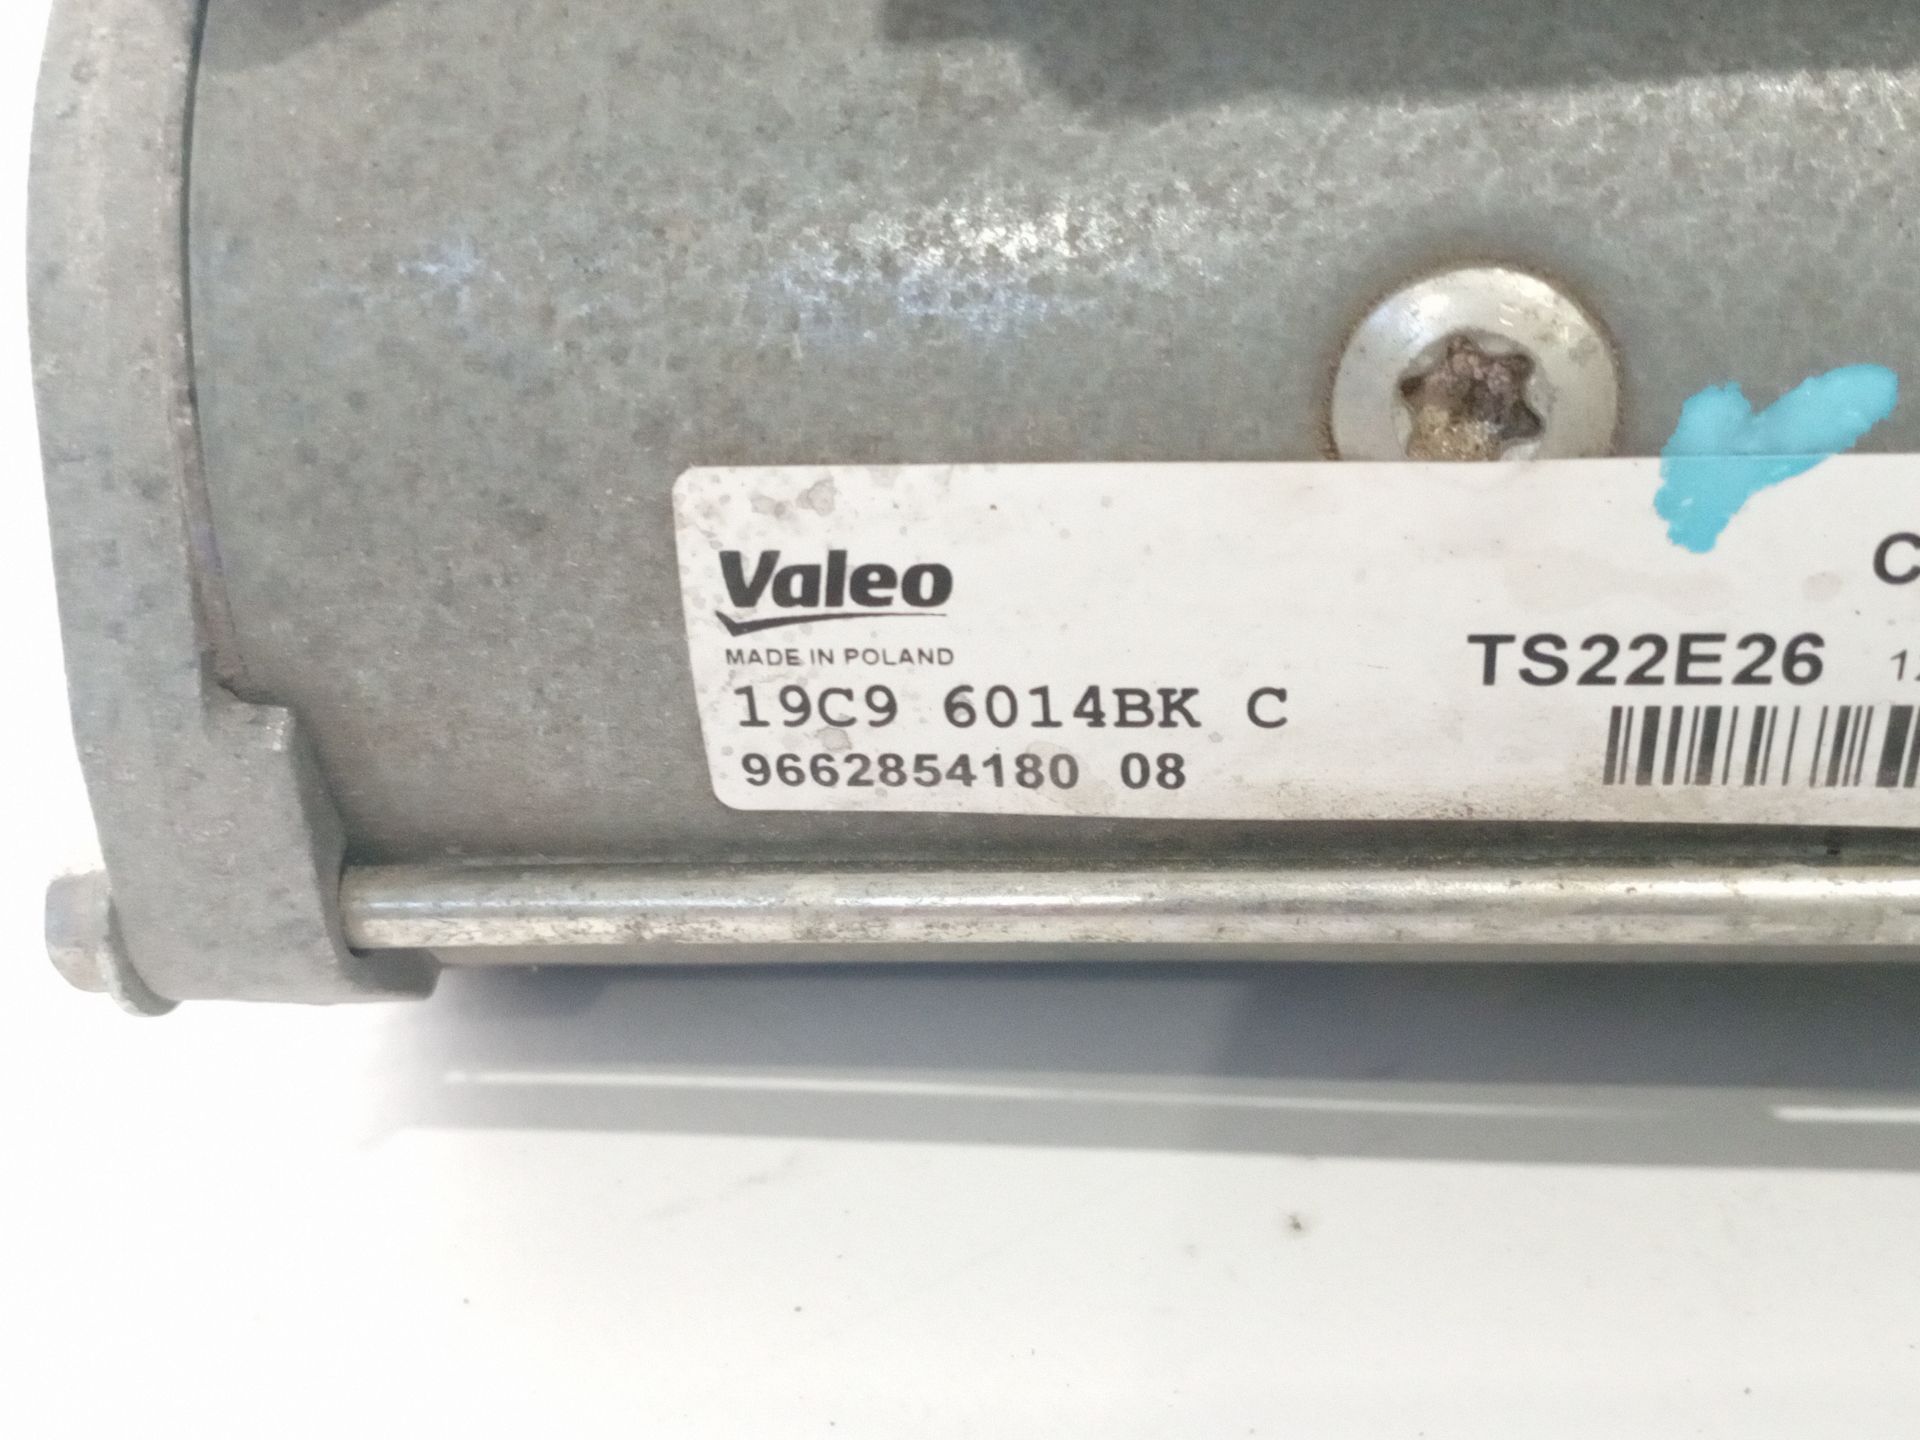 Valeo
MADE IN POLAND
19C9 6014BK C
9662854180 08
C
TS22E26